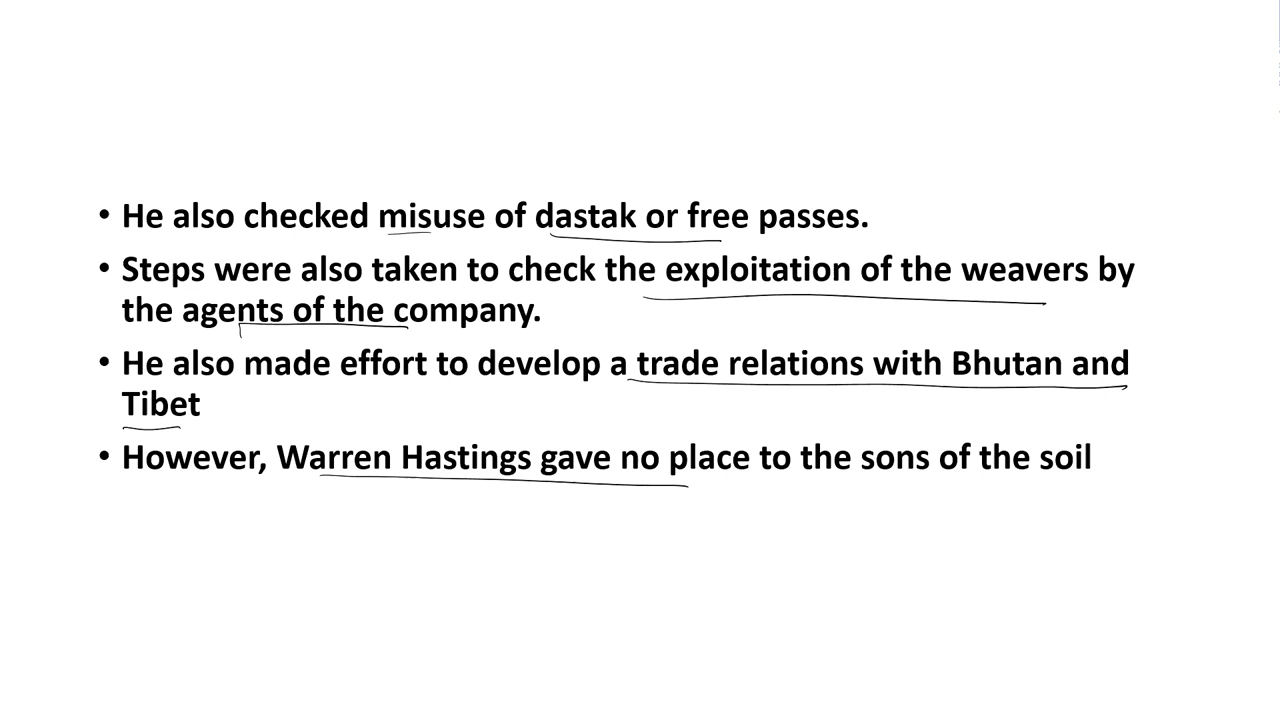 • He also checked misuse of dastak or free passes.
• Steps were also taken to check the exploitation of the weavers by
the agents of the company.
• He also made effort to develop a trade relations with Bhutan and
Tibet
• However, Warren Hastings gave no place to the sons of the soil